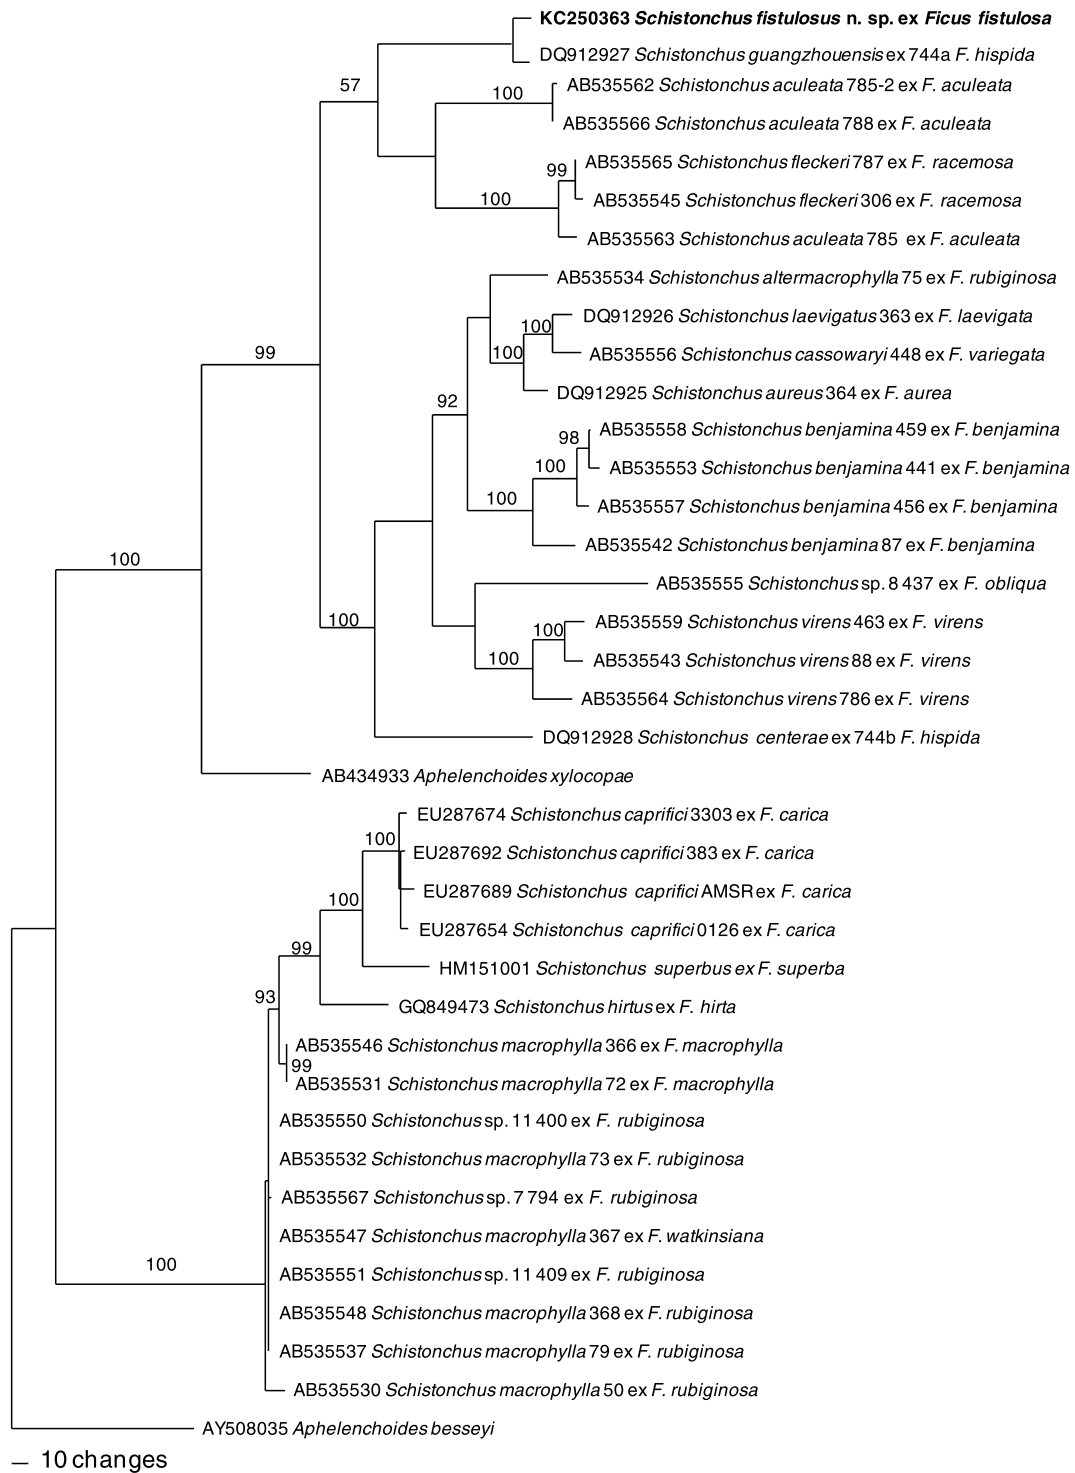 KC250363 Schistonchus fistulosus n. sp. ex Ficus fistulosa
DQ912927 Schistonchus guangzhouensis ex 744a F. hispida
57
AB535562 Schistonchus aculeata 785-2 ex F. aculeata
100
AB535566 Schistonchus aculeata 788 ex F. aculeata
AB535565 Schistonchus fleckeri 787 ex F. racemosa
99
AB535545 Schistonchus fleckeri 306 ex F. racemosa
100
AB535563 Schistonchus aculeata 785 ex F. aculeata
AB535534 Schistonchus altermacrophylla 75 ex F. rubiginosa
DQ912926 Schistonchus laevigatus 363 ex F. laevigata
100
99
100
AB535556 Schistonchus cassowaryi 448 ex F. variegata
DQ912925 Schistonchus aureus 364 ex F. aurea
92
AB535558 Schistonchus benjamina 459 ex F. benjamina
98
100
AB535553 Schistonchus benjamina 441 ex F. benjamina
100
AB535557 Schistonchus benjamina 456 ex F. benjamina
AB535542 Schistonchus benjamina 87 ex F. benjamina
100
AB535555 Schistonchus sp. 8 437 ex F. obliqua
100
AB535559 Schistonchus virens 463 ex F. virens
100
100
AB535543 Schistonchus virens 88 ex F. virens
AB535564 Schistonchus virens 786 ex F. virens
DQ912928 Schistonchus centerae ex 744b F. hispida
AB434933 Aphelenchoides xylocopae
EU287674 Schistonchus caprifici 3303 ex F. carica
100
EU287692 Schistonchus caprifici 383 ex F. carica
EU287689 Schistonchus caprifici AMSR ex F. carica
100
EU287654 Schistonchus caprifici 0126 ex F. carica
99
HM151001 Schistonchus superbus ex F. superba
93
GQ849473 Schistonchus hirtus ex F. hirta
AB535546 Schistonchus macrophylla 366 ex F. macrophylla
99
AB535531 Schistonchus macrophylla 72 ex F. macrophylla
AB535550 Schistonchus sp. 11 400 ex F. rubiginosa
AB535532 Schistonchus macrophylla 73 ex F. rubiginosa
AB535567 Schistonchus sp. 7 794 ex F. rubiginosa
AB535547 Schistonchus macrophylla 367 ex F. watkinsiana
100
AB535551 Schistonchus sp. 11 409 ex F. rubiginosa
AB535548 Schistonchus macrophylla 368 ex F. rubiginosa
AB535537 Schistonchus macrophylla 79 ex F. rubiginosa
AB535530 Schistonchus macrophylla 50 ex F. rubiginosa
AY508035 Aphelenchoides besseyi
10 changes